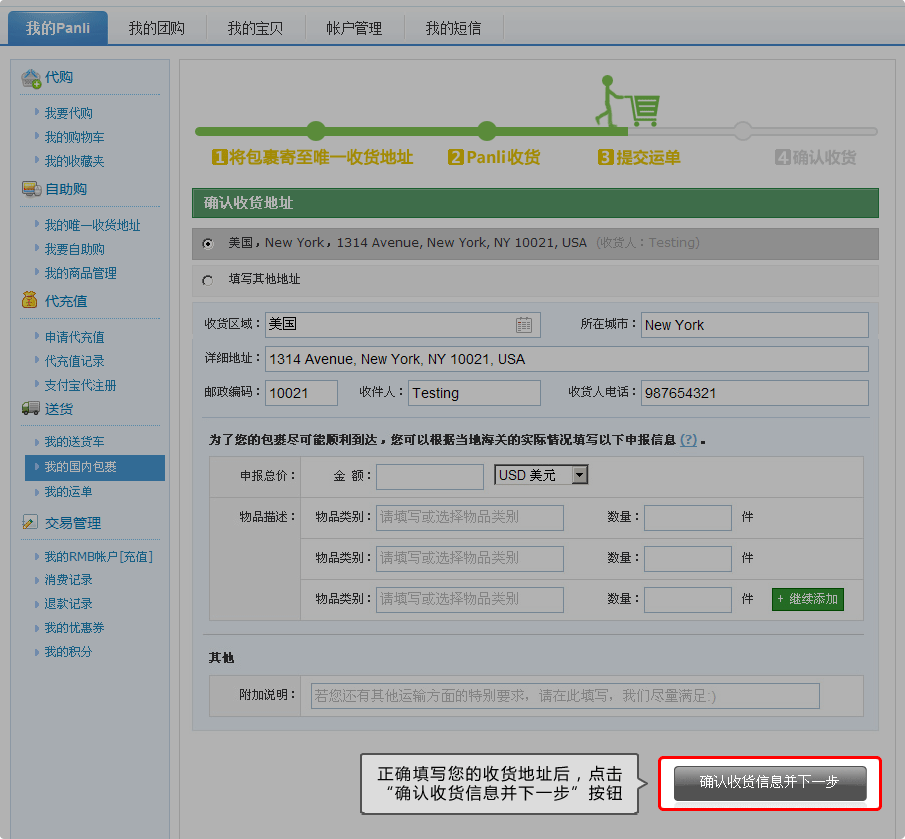 我的Panli 我的团购 我的宝贝 帐户管理 我的短信
代购
我要代购
我的购物车
我的收藏夹
自助购
我的唯一收货地址
我要自助购
我的商品管理
代充值
申请代充值
代充值记录
支付宝代注册
送货
我的送货车
我的国内包裹
我的运单
交易管理
我的RMB帐户[充值]
消费记录
退款记录
我的优惠券
我的积分
1将包裹寄至唯一收货地址 2Panli收货 3提交运单 4确认收货
确认收货地址
美国，New York，1314 Avenue, New York, NY 10021, USA (收货人：Testing)
填写其他地址
收货区域： 美国 所在城市： New York
详细地址： 1314 Avenue, New York, NY 10021, USA
邮政编码： 10021 收件人： Testing 收货人电话： 987654321
为了您的包裹尽可能顺利到达，您可以根据当地海关的实际情况填写以下申报信息 (?) 。
申报总价： 金 额： USD 美元
物品描述： 物品类别： 请填写或选择物品类别 数量： 件
物品类别： 请填写或选择物品类别 数量： 件
物品类别： 请填写或选择物品类别 数量： 件 + 继续添加
其他
附加说明： 若您还有其他运输方面的特别要求，请在此填写，我们尽量满足:)
正确填写您的收货地址后，点击
“确认收货信息并下一步”按钮
确认收货信息并下一步